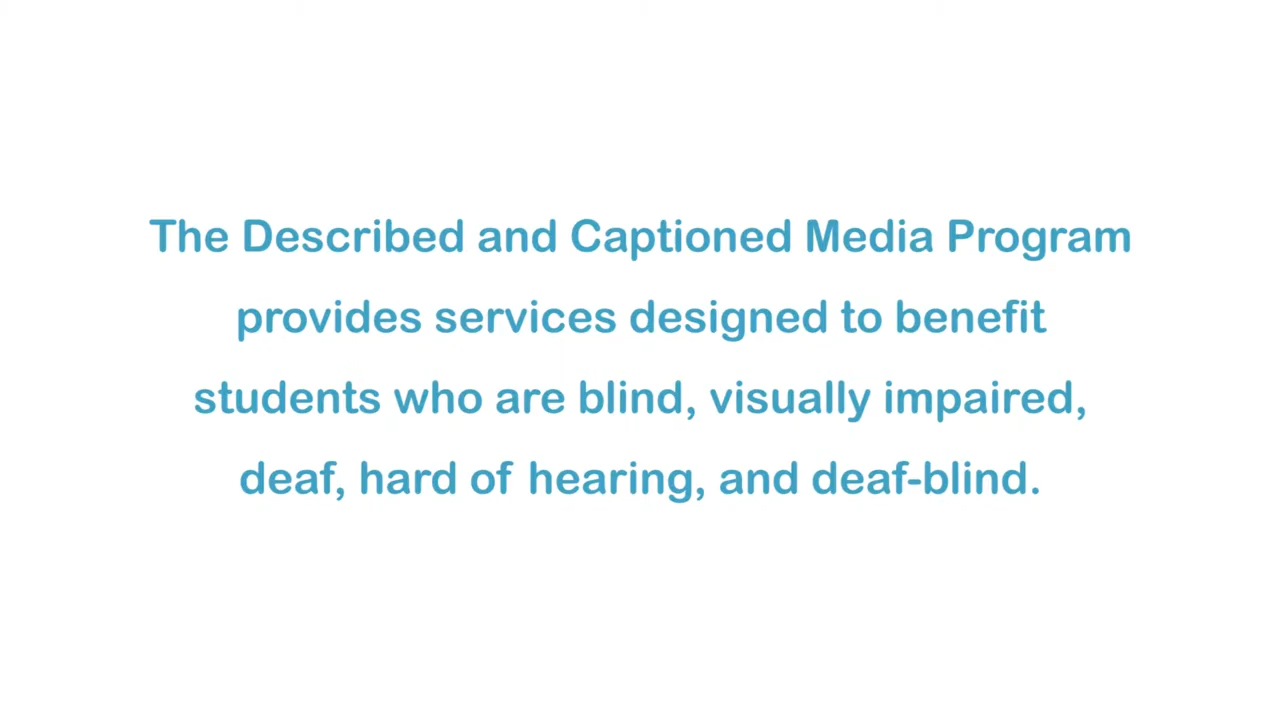 The Described and Captioned Media Program
provides services designed to benefit
students who are blind, visually impaired,
deaf, hard of hearing, and deaf-blind.